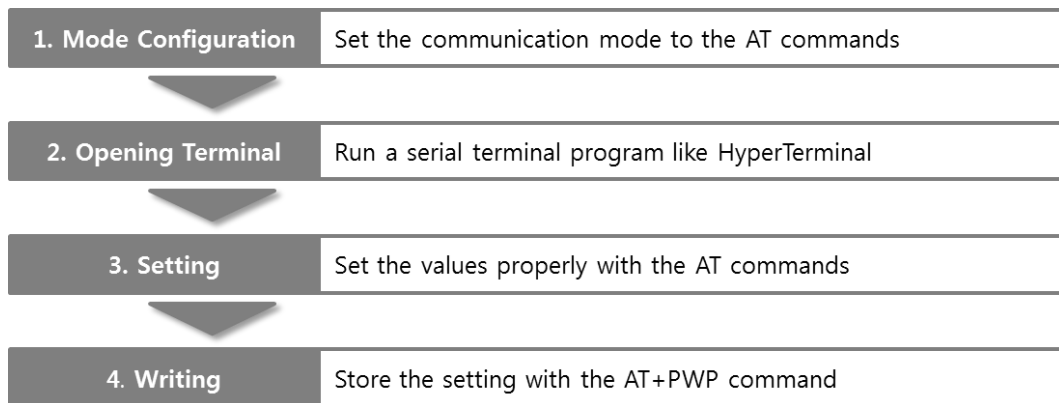 1. Mode Configuration
Set the communication mode to the AT commands
2. Opening Terminal
Run a serial terminal program like HyperTerminal
3. Setting
Set the values properly with the AT commands
4. Writing
Store the setting with the AT+PWP command